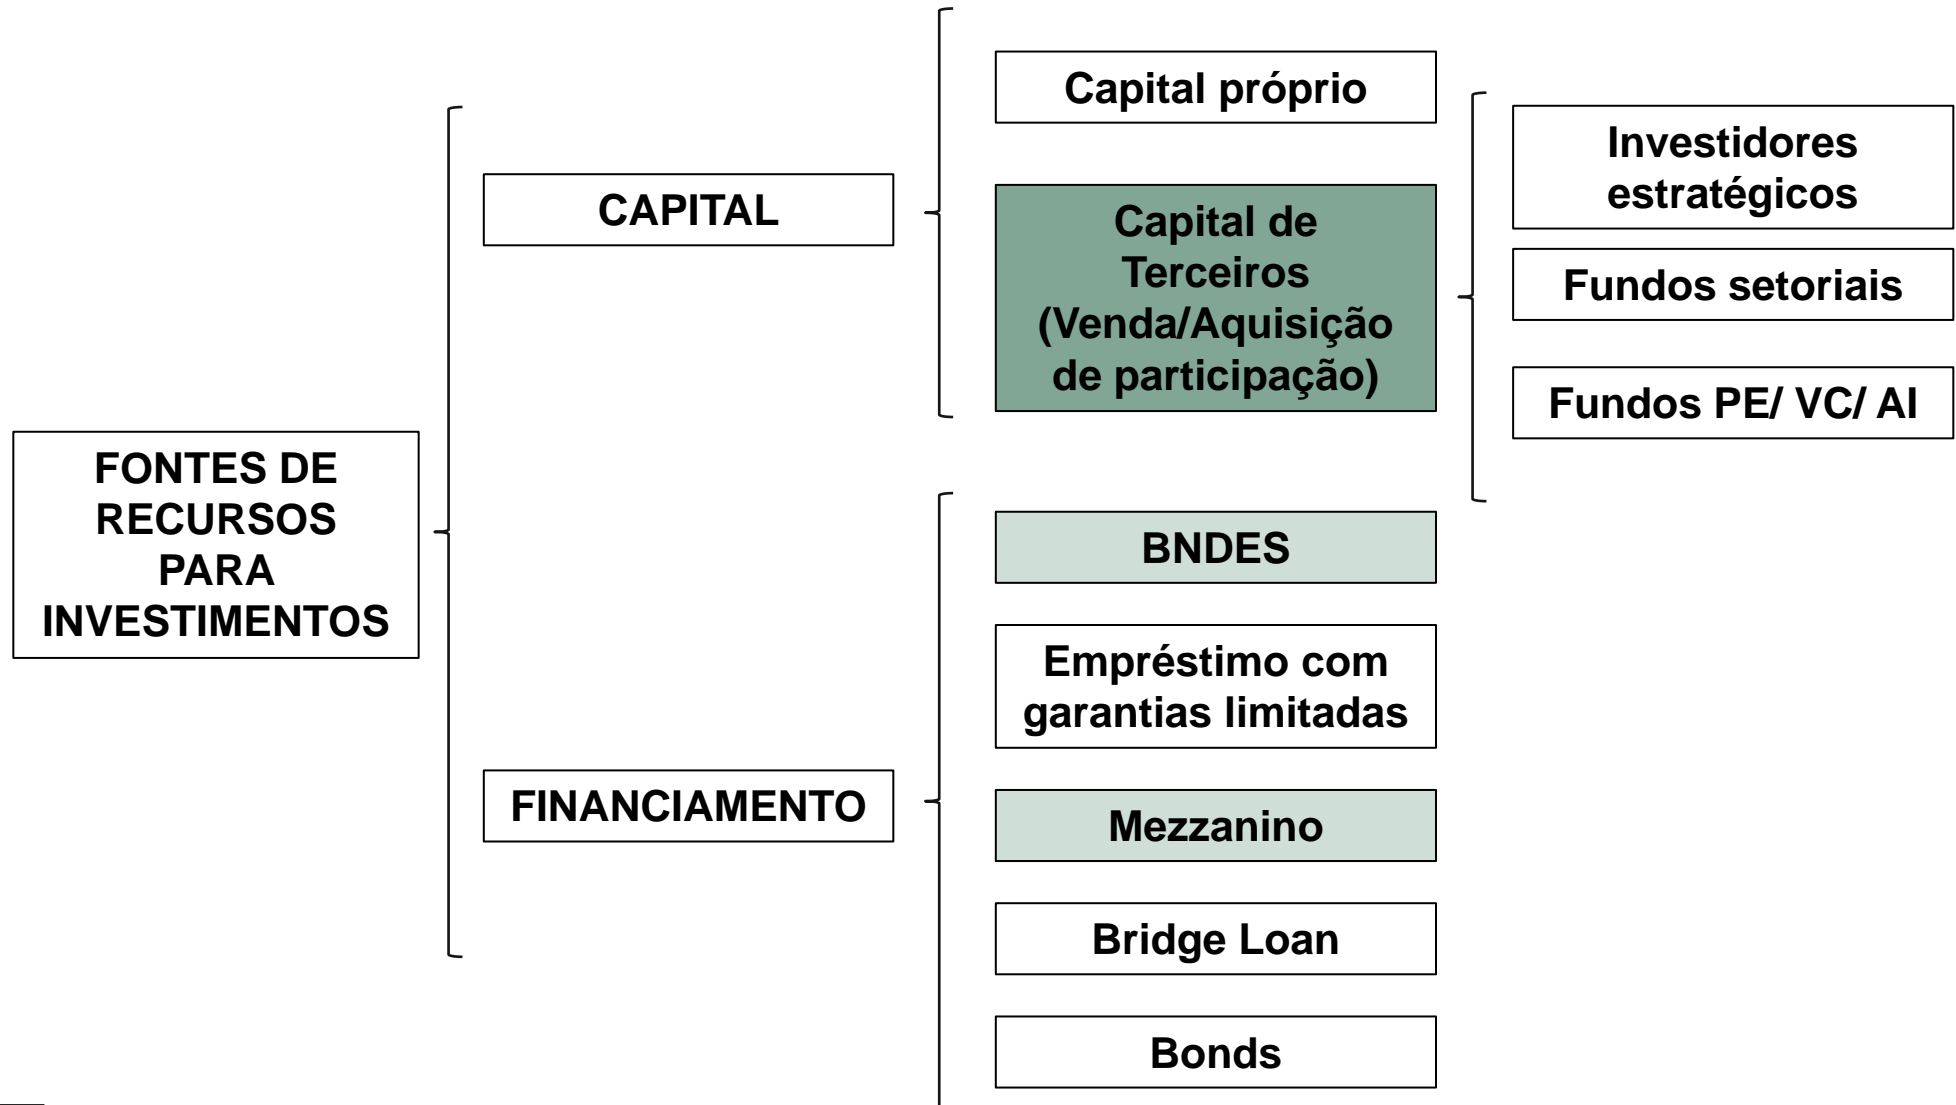 FONTES DE
RECURSOS
PARA
INVESTIMENTOS
CAPITAL
FINANCIAMENTO
Capital próprio
Capital de
Terceiros
(Venda/Aquisição
de participação)
BNDES
Empréstimo com
garantias limitadas
Mezzanino
Bridge Loan
Bonds
Investidores
estratégicos
Fundos setoriais
Fundos PE/ VC/ AI